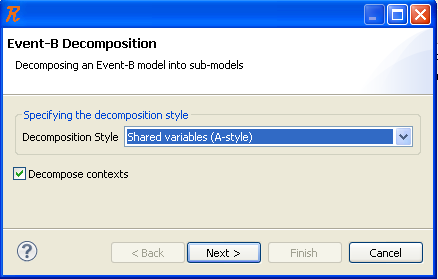 Event-B Decomposition
Decomposing an Event-B model into sub-models
Specifying the decomposition style
Decomposition Style Shared variables (A-style)
Decompose contexts
? < Back Next > Finish Cancel